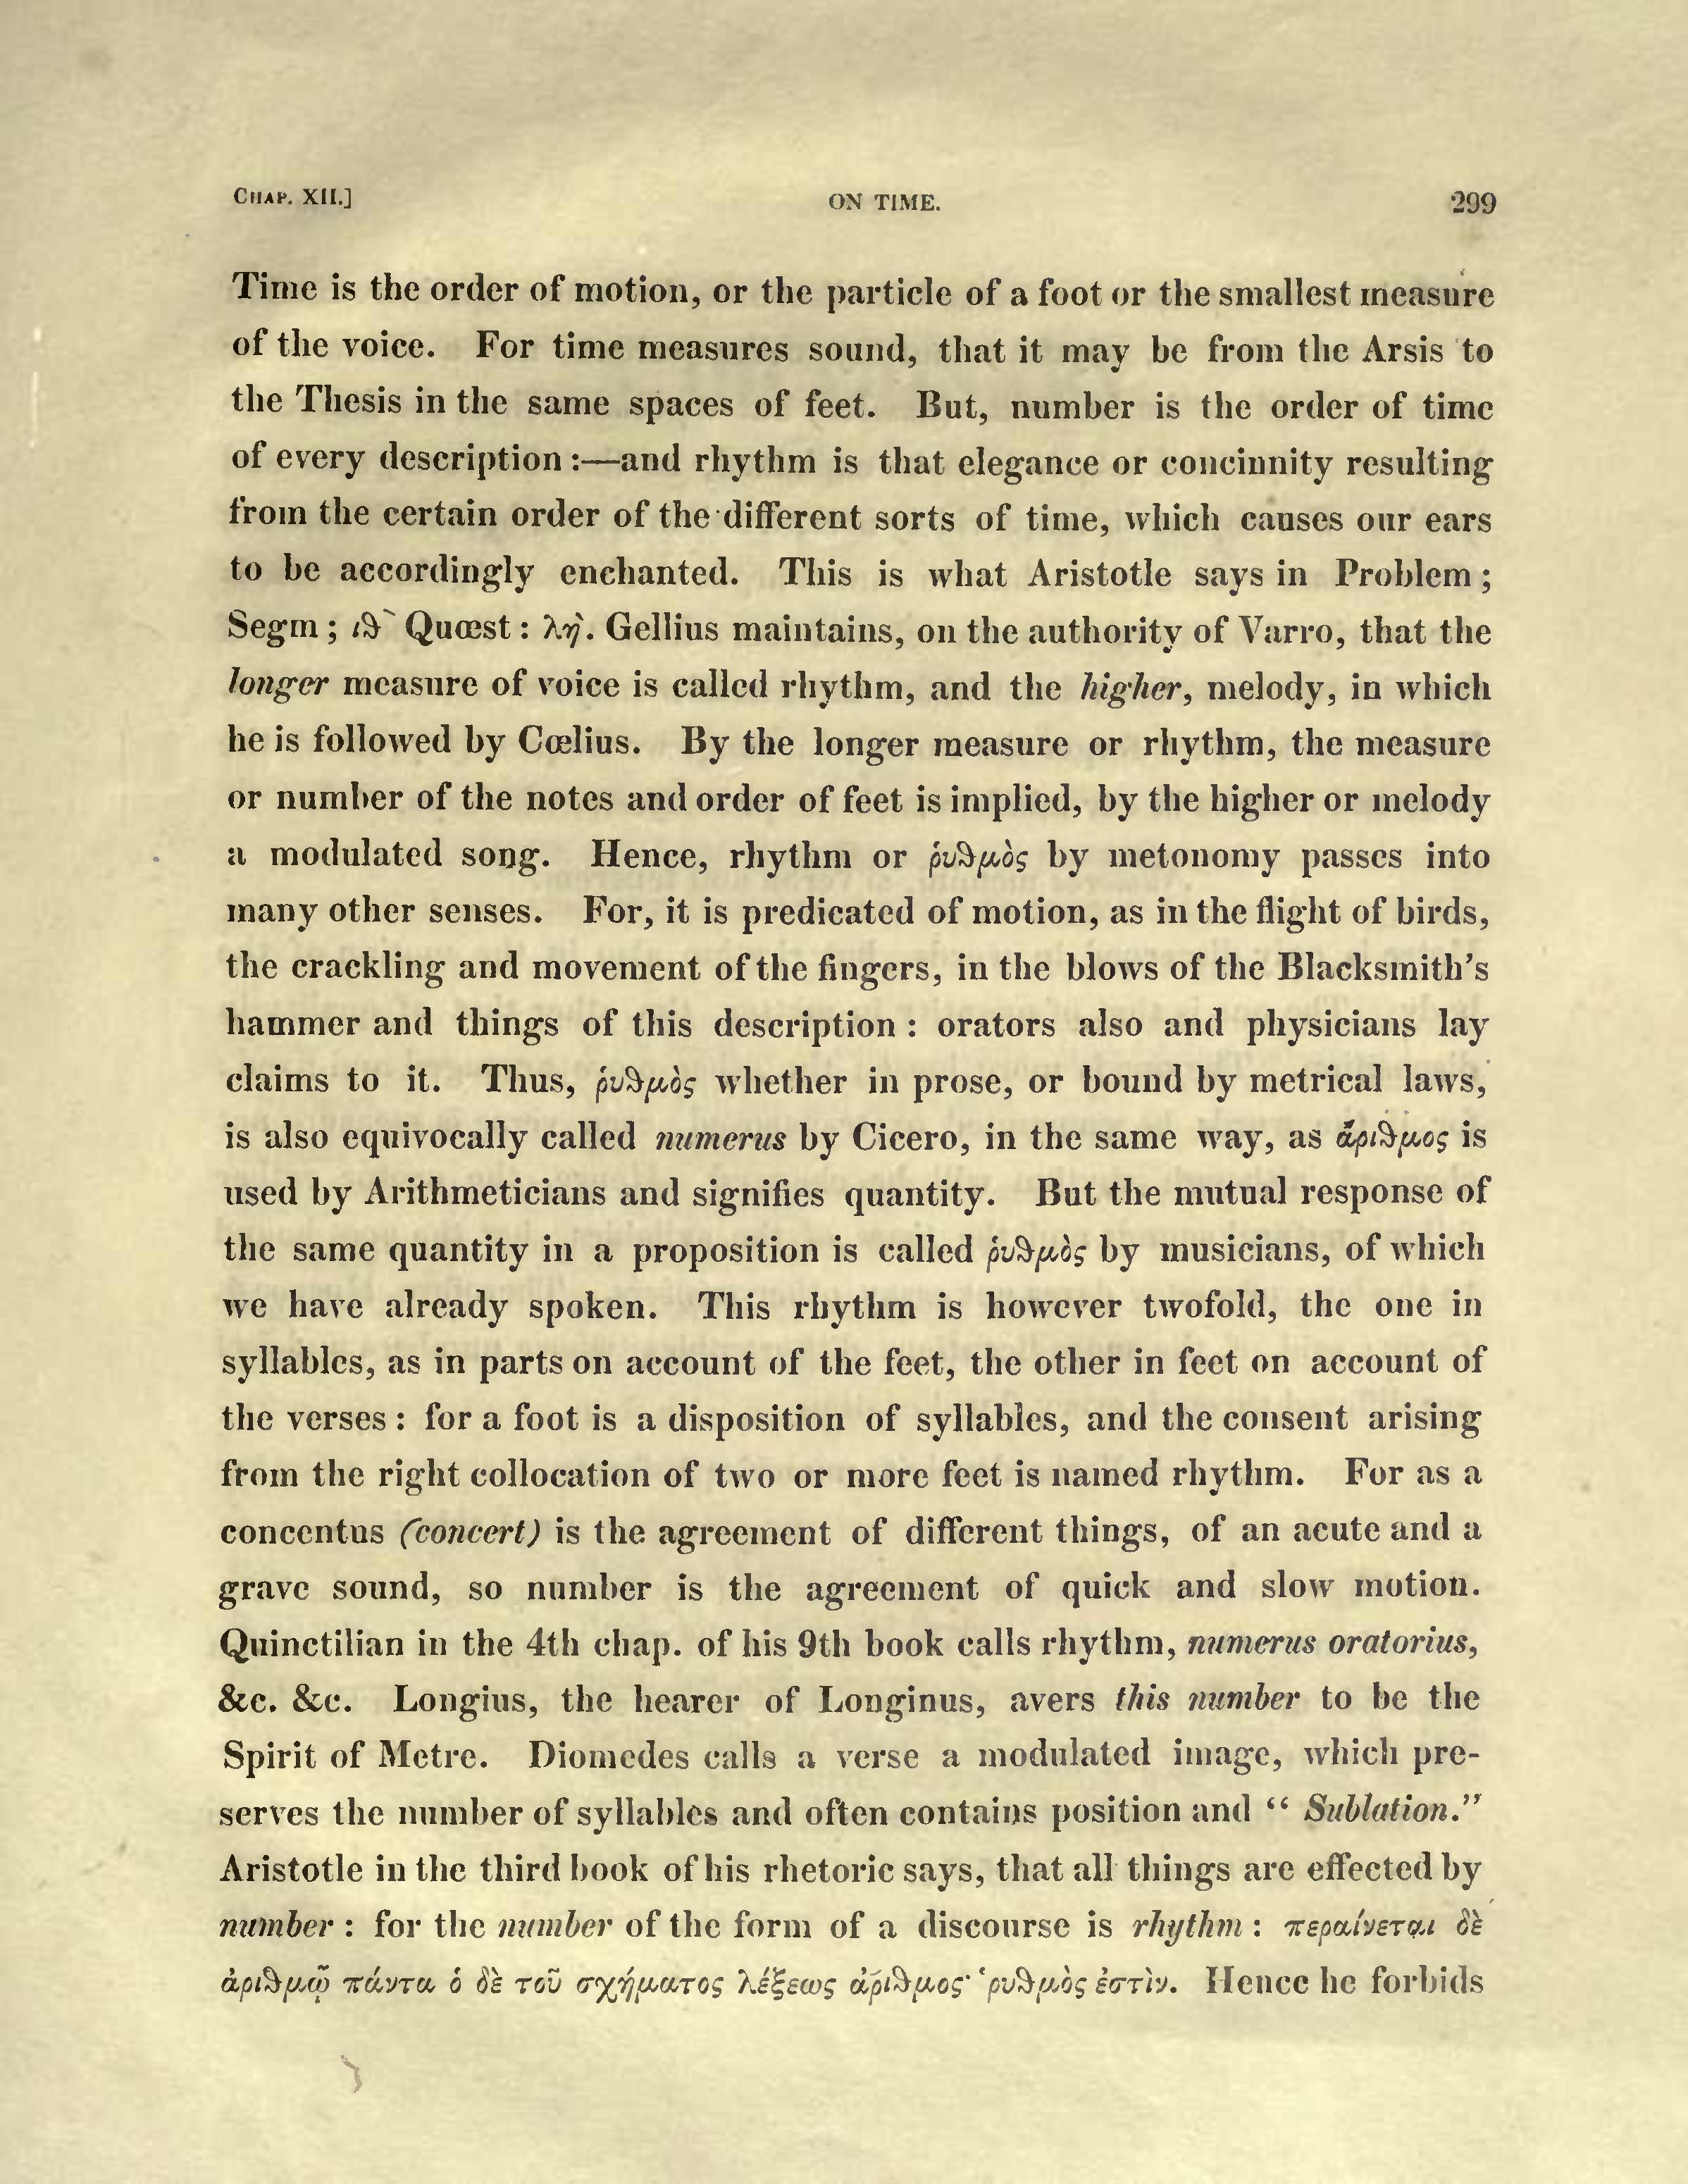 CHAP. XII.] ON TIME. 299
Time is the order of motion, or the particle of a foot or the smallest measure
of the voice. For time measures sound, that it may be from the Arsis to
the Thesis in the same spaces of feet. But, number is the order of time
of every description :—and rhythm is that elegance or concinnity resulting
from the certain order of the different sorts of time, which causes our ears
to be accordingly enchanted. This is what Aristotle says in Problem ;
Segm ; ιϑ` Quœst : λὴ. Gellius maintains, on the authority of Varro, that the
longer measure of voice is called rhythm, and the higher, melody, in which
he is followed by Cœlius. By the longer measure or rhythm, the measure
or number of the notes and order of feet is implied, by the higher or melody
a modulated song. Hence, rhythm or ῥυϑμὸς by metonomy passes into
many other senses. For, it is predicated of motion, as in the flight of birds,
the crackling and movement of the fingers, in the blows of the Blacksmith's
hammer and things of this description : orators also and physicians lay
claims to it. Thus, ῥυϑμὸς whether in prose, or bound by metrical laws,
is also equivocally called numerus by Cicero, in the same way, as ἄριϑμος is
used by Arithmeticians and signifies quantity. But the mutual response of
the same quantity in a proposition is called ῥυϑμὸς by musicians, of which
we have already spoken. This rhythm is however twofold, the one in
syllables, as in parts on account of the feet, the other in feet on account of
the verses : for a foot is a disposition of syllables, and the consent arising
from the right collocation of two or more feet is named rhythm. For as a
concentus (concert) is the agreement of different things, of an acute and a
grave sound, so number is the agreement of quick and slow motion.
Quinctilian in the 4th chap. of his 9th book calls rhythm, numerus oratorius,
&c. &c. Longius, the hearer of Longinus, avers this number to be the
Spirit of Metre. Diomedes calls a verse a modulated image, which pre-
serves the number of syllables and often contains position and “ Sublation.”
Aristotle in the third book of his rhetoric says, that all things are effected by
number : for the number of the form of a discourse is rhythm : περαίνεται δὲ
ἀριϑμῷ πάντα ὁ δὲ τοῦ σχήματος λέξεως ἀριϑμος· ῾ρυϑμὸς ἐστὶν. Hence he forbids